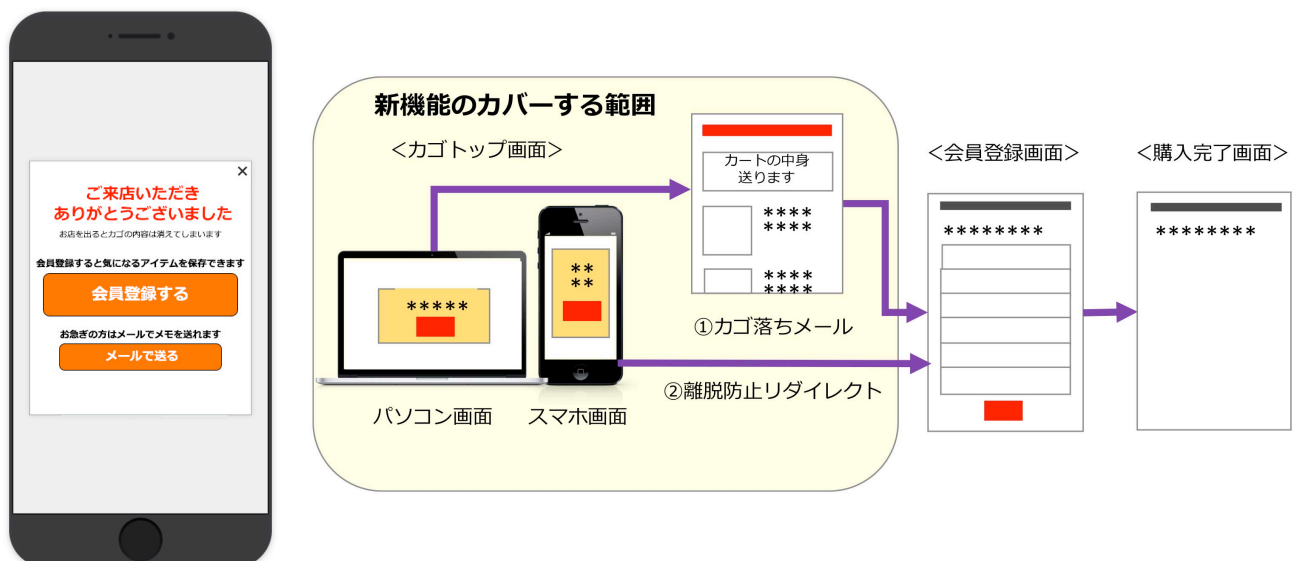 ×
ご来店いただき
ありがとうございました
お店を出るとカゴの内容は消えてしまいます
会員登録すると気になるアイテムを保存できます
会員登録する
お急ぎの方はメールでメモを送れます
メールで送る
新機能のカバーする範囲
<カゴトップ画面>
カートの中身
送ります
****
****
****
****
*****
**
**
①カゴ落ちメール
②離脱防止リダイレクト
パソコン画面
スマホ画面
<会員登録画面>
********
<購入完了画面>
********